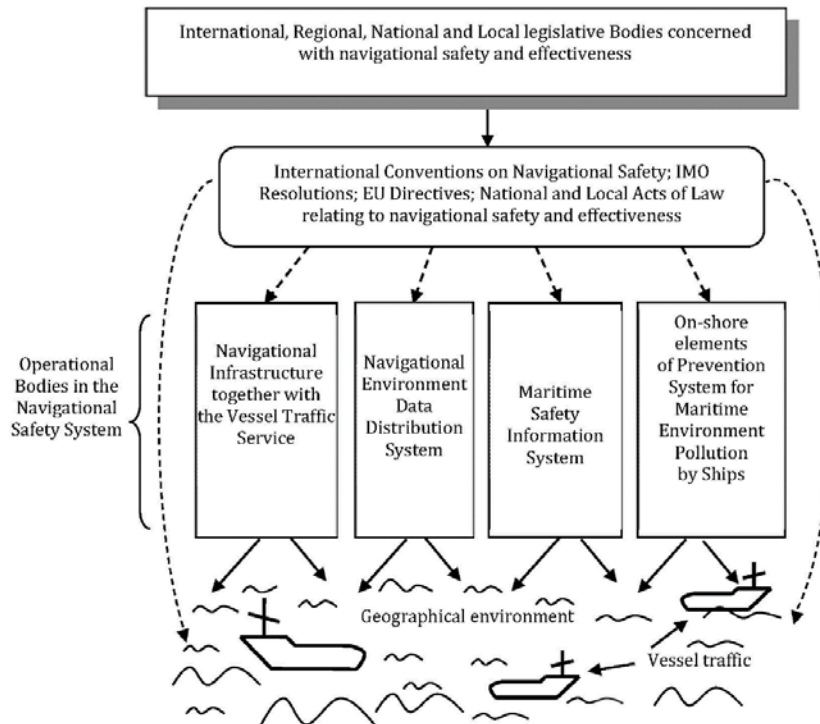 International, Regional, National and Local legislative Bodies concerned
with navigational safety and effectiveness
International Conventions on Navigational Safety; IMO
Resolutions; EU Directives; National and Local Acts of Law
relating to navigational safety and effectiveness
Operational
Bodies in the
Navigational
Safety System
Navigational
Infrastructure
together with
the Vessel Traffic
Service
Navigational
Environment
Data
Distribution
System
Maritime
Safety
Information
System
On-shore
elements
of Prevention
System for
Maritime
Environment
Pollution
by Ships
Geographical environment
Vessel traffic